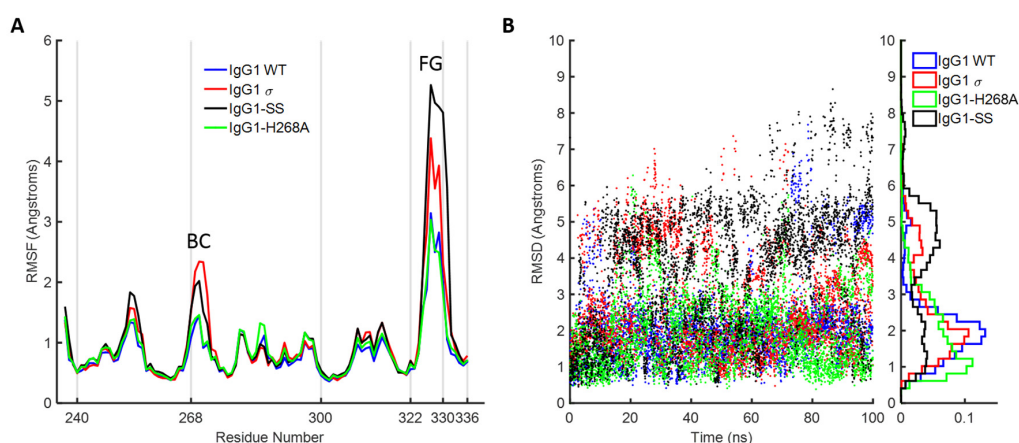 A
6
5
4
3
2
1
0
RMSF (Angstroms)
IgG1 WT
IgG1 σ
IgG1-SS
IgG1-H268A
BC
FG
240
268
300
322
330
336
Residue Number
B
10
9
8
7
6
5
4
3
2
1
0
RMSD (Angstroms)
0
20
40
60
80
100
Time (ns)
10
9
8
7
6
5
4
3
2
1
0
IgG1 WT
IgG1 σ
IgG1-H268A
IgG1-SS
0.1